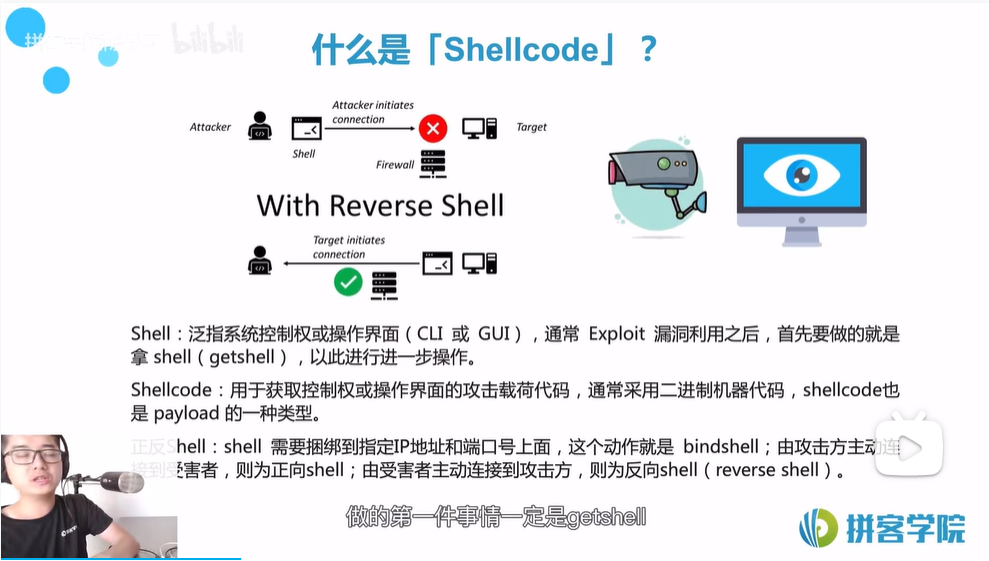 bilibili
什么是「Shellcode」？
Attacker initiates
connection
Attacker
Target
Shell
Firewall
With Reverse Shell
Target initiates
connection
Shell：泛指系统控制权或操作界面（CLI 或 GUI），通常 Exploit 漏洞利用之后，首先要做的就是
拿 shell（getshell），以此进行进一步操作。
Shellcode：用于获取控制权或操作界面的攻击载荷代码，通常采用二进制机器代码，shellcode也
是 payload 的一种类型。
正反Shell：shell 需要捆绑到指定IP地址和端口号上面，这个动作就是 bindshell；由攻击方主动连
接到受害者，则为正向shell；由受害者主动连接到攻击方，则为反向shell（reverse shell）。
做的第一件事情一定是getshell
拼客学院